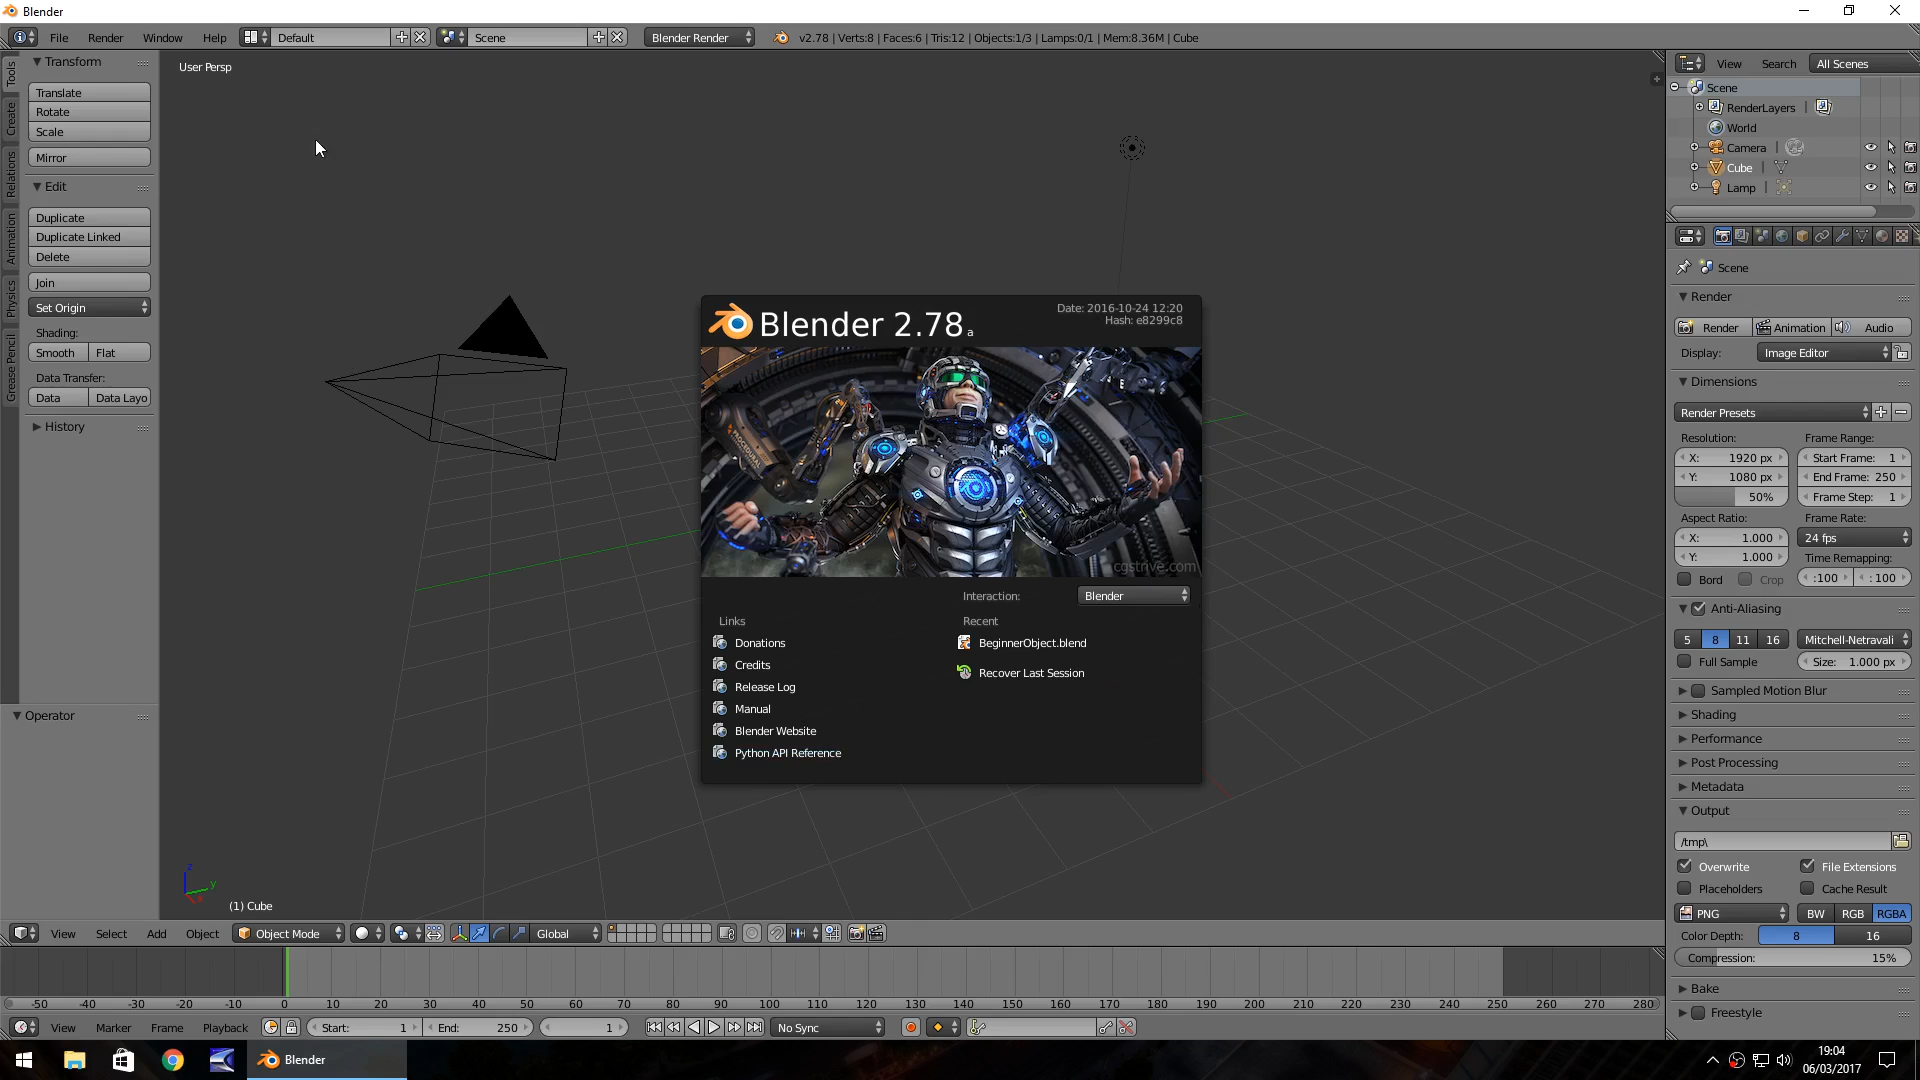 Blender
File Render Window Help Default Scene Blender Render v2.78 | Verts:8 | Faces:6 | Tris:12 | Objects:1/3 | Lamps:0/1 | Mem:8.36M | Cube
Tools
Create
Relations
Animation
Physics
Grease Pencil
Transform
Translate
Rotate
Scale
Mirror
Edit
Duplicate
Duplicate Linked
Delete
Join
Set Origin
Shading:
Smooth Flat
Data Transfer:
Data Data Layo
History
Operator
User Persp
Blender 2.78 a
Date: 2016-10-24 12:20
Hash: e8299c8
cgstrive.com
Interaction: Blender
Links
Donations
Credits
Release Log
Manual
Blender Website
Python API Reference
Recent
BeginnerObject.blend
Recover Last Session
z
y
x
(1) Cube
View Search All Scenes
Scene
RenderLayers |
World
Camera |
Cube |
Lamp |
Scene
Render
Render Animation Audio
Display: Image Editor
Dimensions
Render Presets
Resolution: Frame Range:
X: 1920 px Start Frame: 1
Y: 1080 px End Frame: 250
50% Frame Step: 1
Aspect Ratio: Frame Rate:
X: 1.000 24 fps
Y: 1.000 Time Remapping:
Bord Crop :100 : 100
Anti-Aliasing
5 8 11 16 Mitchell-Netravali
Full Sample Size: 1.000 px
Sampled Motion Blur
Shading
Performance
Post Processing
Metadata
Output
/tmp\
Overwrite File Extensions
Placeholders Cache Result
PNG BW RGB RGBA
Color Depth: 8 16
Compression: 15%
Bake
Freestyle
View Select Add Object Object Mode Global
-50 -40 -30 -20 -10 0 10 20 30 40 50 60 70 80 90 100 110 120 130 140 150 160 170 180 190 200 210 220 230 240 250 260 270 280
View Marker Frame Playback Start: 1 End: 250 1 No Sync
Blender
19:04
06/03/2017